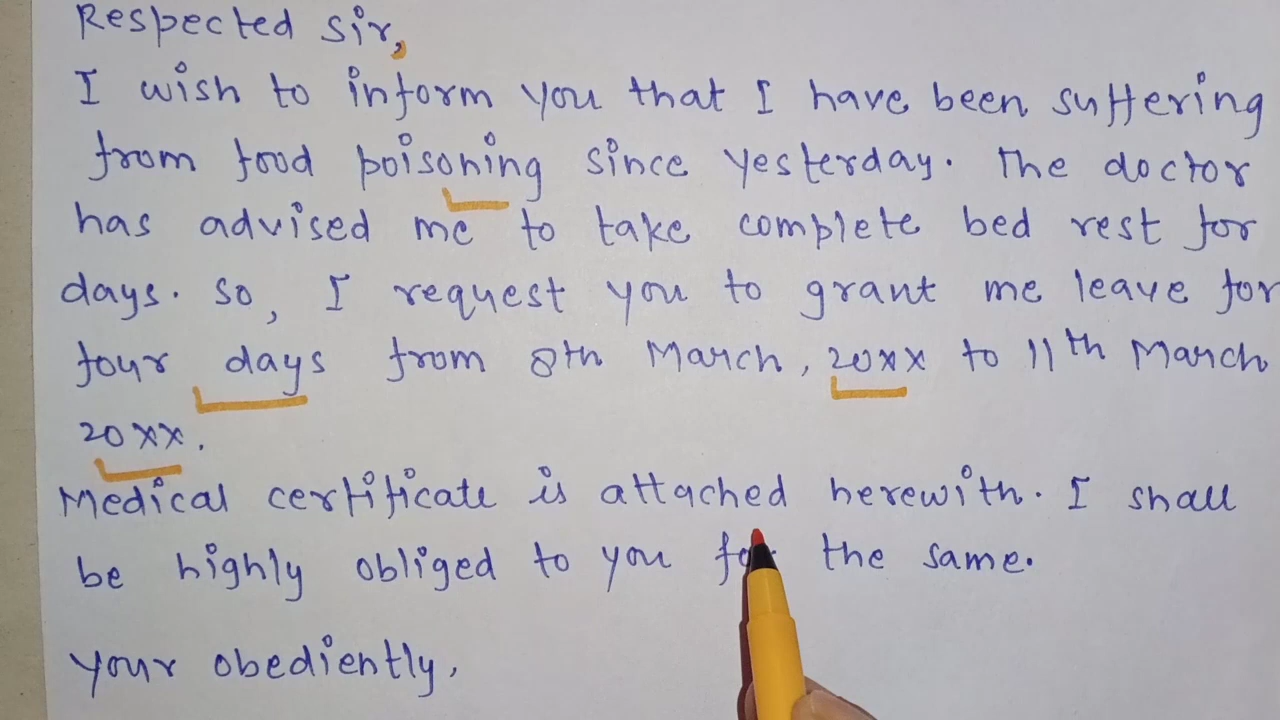 Respected Sir,
I wish to inform you that I have been suffering
from food poisoning since yesterday. The doctor
has advised me to take complete bed rest for
days. So, I request you to grant me leave for
four days from 8th March, 20xx to 11th March
20xx.
Medical certificate is attached herewith. I shall
be highly obliged to you for the same.
Your obediently,